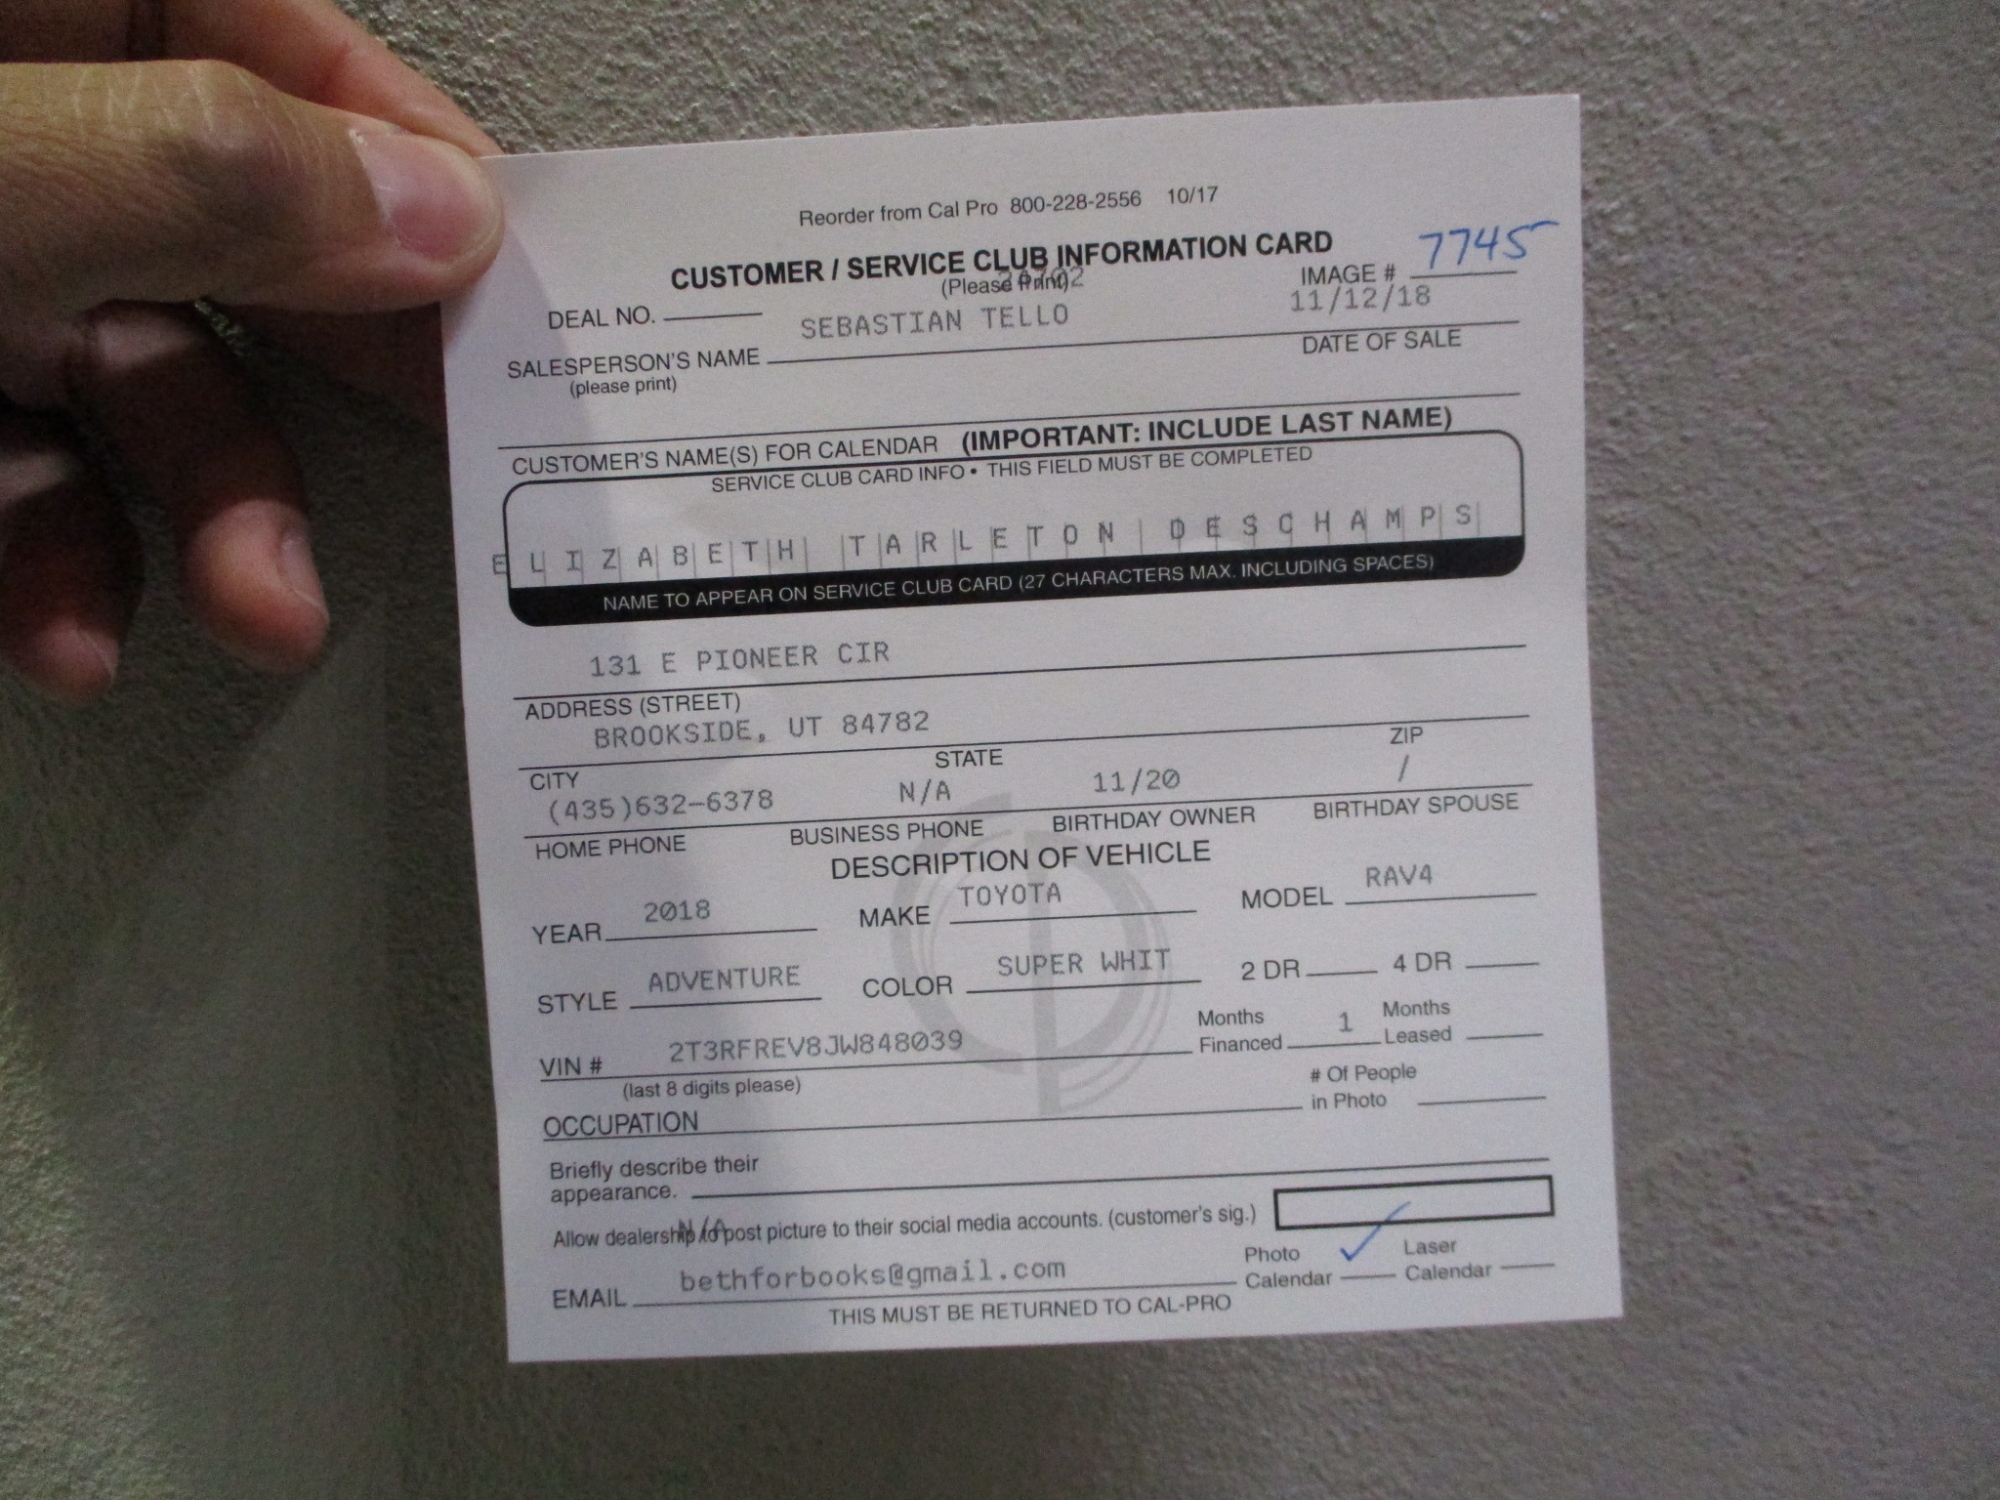 Reorder from Cal Pro 800-228-2556 10/17
CUSTOMER / SERVICE CLUB INFORMATION CARD
(Please Print)
IMAGE # 7745
DEAL NO.
SEBASTIAN TELLO 11/12/18
SALESPERSON'S NAME DATE OF SALE
(please print)
CUSTOMER'S NAME(S) FOR CALENDAR (IMPORTANT: INCLUDE LAST NAME)
SERVICE CLUB CARD INFO • THIS FIELD MUST BE COMPLETED
ELIZABETH TARLETON DESCHAMPS
NAME TO APPEAR ON SERVICE CLUB CARD (27 CHARACTERS MAX. INCLUDING SPACES)
131 E PIONEER CIR
ADDRESS (STREET)
BROOKSIDE, UT 84782
CITY STATE ZIP
(435)632-6378 N/A 11/20 /
HOME PHONE BUSINESS PHONE BIRTHDAY OWNER BIRTHDAY SPOUSE
DESCRIPTION OF VEHICLE
YEAR 2018 MAKE TOYOTA MODEL RAV4
STYLE ADVENTURE COLOR SUPER WHIT 2 DR 4 DR
VIN # 2T3RFREV8JW848039 Months Financed 1 Months Leased
(last 8 digits please)
OCCUPATION # Of People in Photo
Briefly describe their
appearance.
N/A
Allow dealership to post picture to their social media accounts. (customer's sig.)
EMAIL bethforbooks@gmail.com Photo Calendar Laser Calendar
THIS MUST BE RETURNED TO CAL-PRO